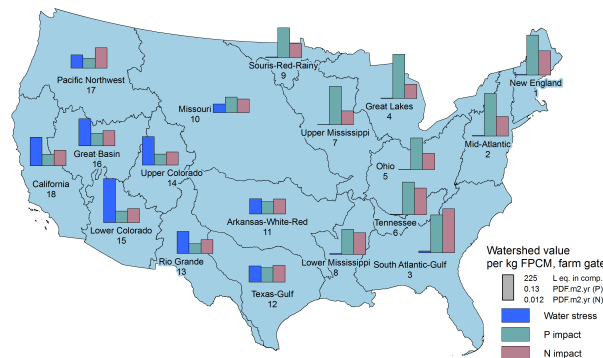 Souris-Red-Rainy
9
Pacific Northwest
17
New England
1
Missouri
10
Great Lakes
4
Upper Mississippi
7
Mid-Atlantic
2
Great Basin
16
Upper Colorado
14
Ohio
5
California
18
Lower Colorado
15
Arkansas-White-Red
11
Tennessee
6
Rio Grande
13
Lower Mississippi
8
South Atlantic-Gulf
3
Texas-Gulf
12
Watershed value
per kg FPCM, farm gate
225 L eq. in comp.
0.13 PDF.m2.yr (P)
0.012 PDF.m2.yr (N)
Water stress
P impact
N impact